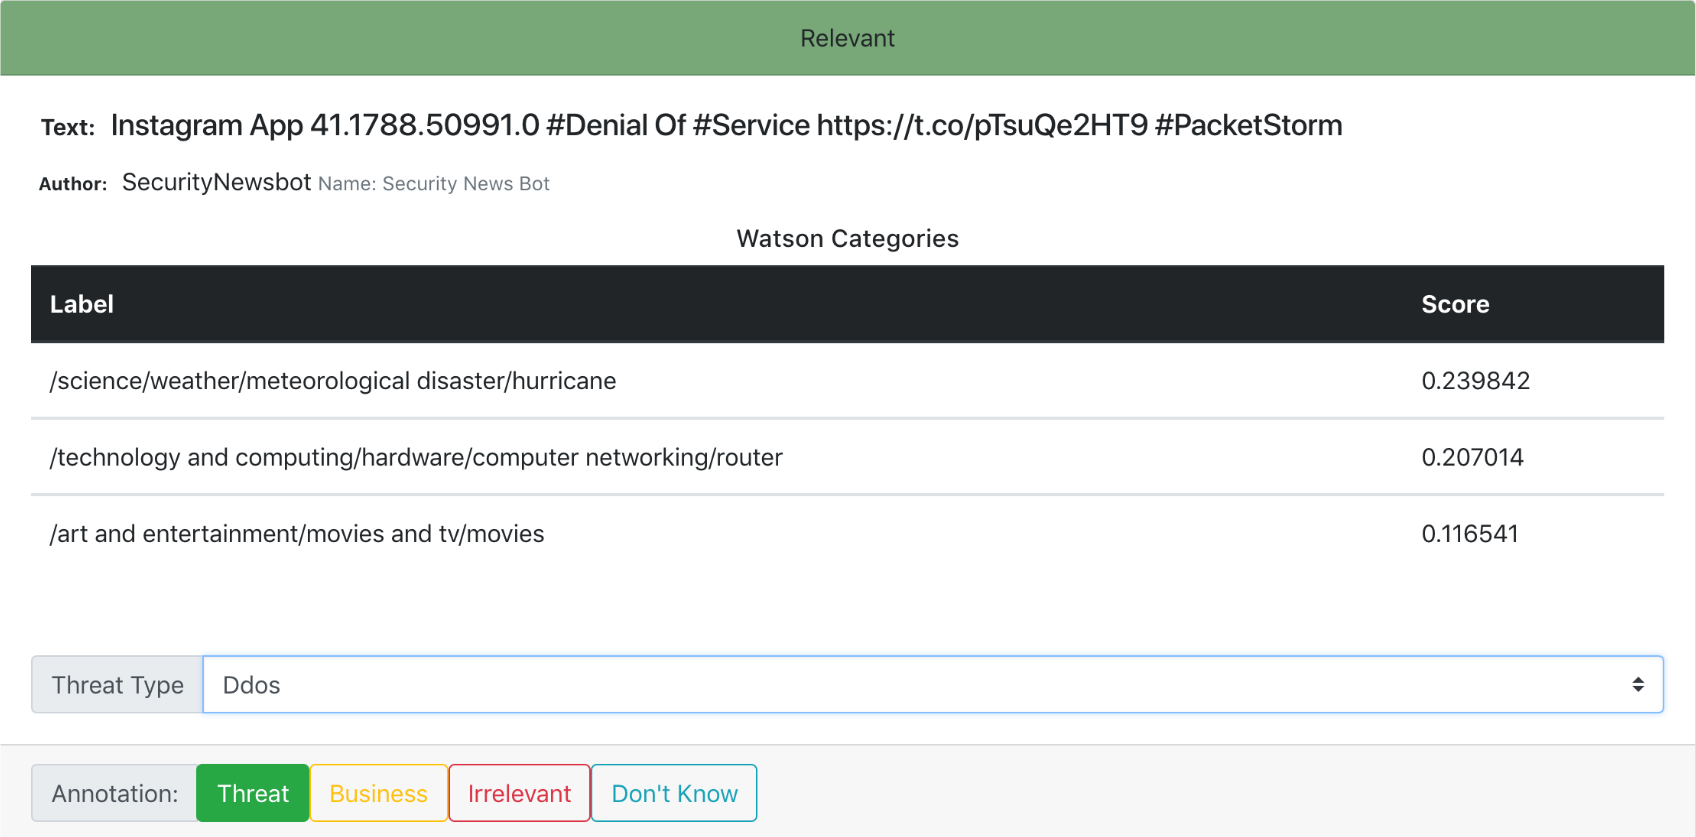 Relevant
Text: Instagram App 41.1788.50991.0 #Denial Of #Service https://t.co/pTsuQe2HT9 #PacketStorm
Author: SecurityNewsbot Name: Security News Bot
Watson Categories
Label Score
/science/weather/meteorological disaster/hurricane 0.239842
/technology and computing/hardware/computer networking/router 0.207014
/art and entertainment/movies and tv/movies 0.116541
Threat Type Ddos
Annotation: Threat Business Irrelevant Don't Know